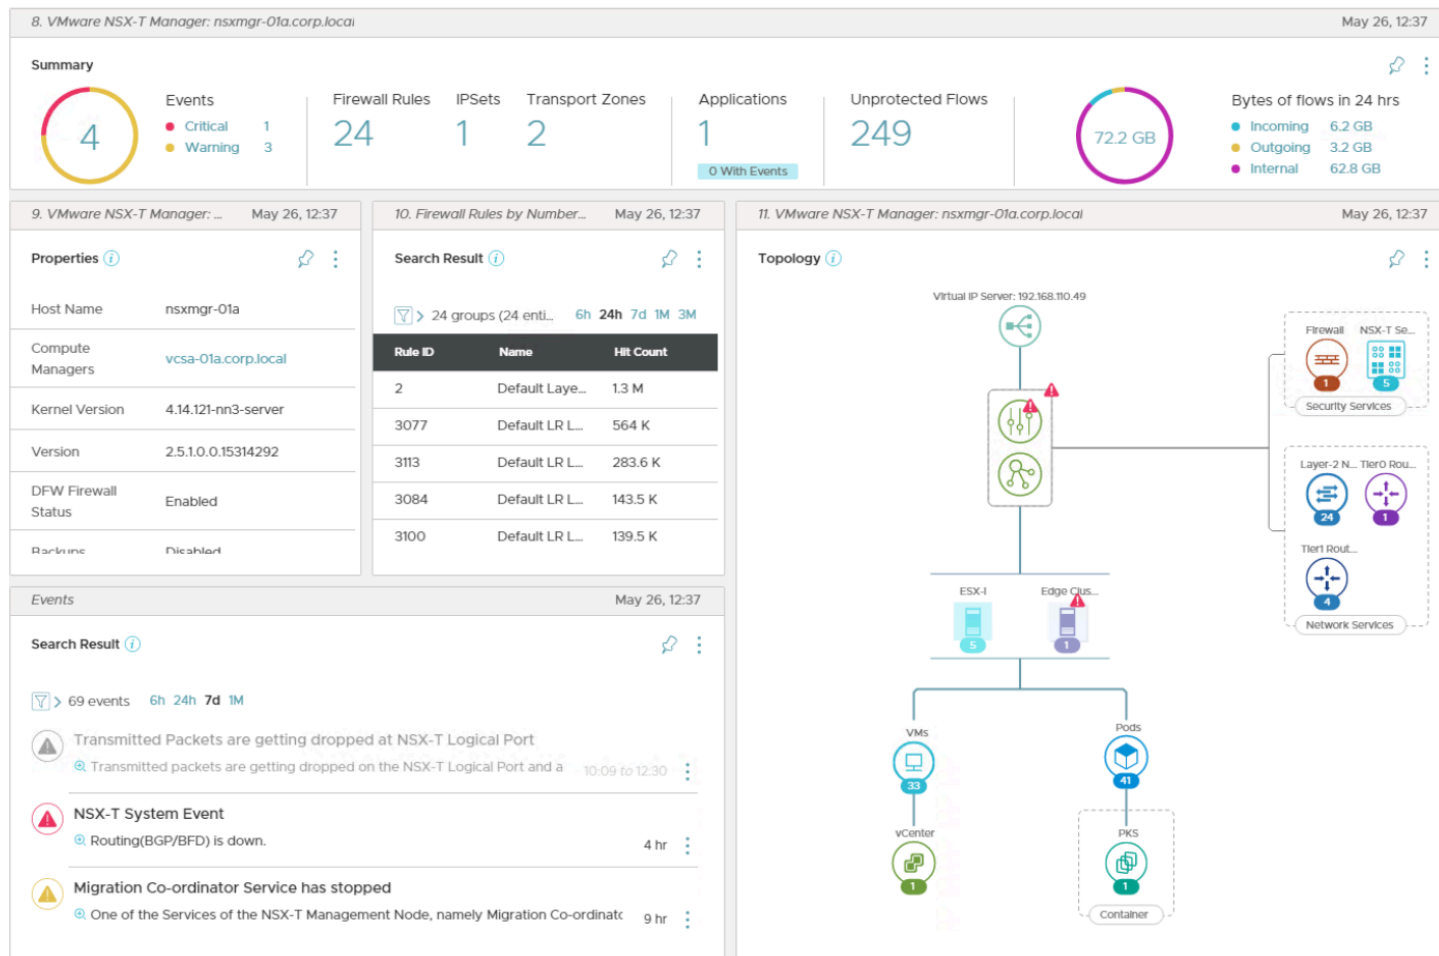 8. VMware NSX-T Manager: nsxmgr-01a.corp.local May 26, 12:37
Summary
4
Events
Critical 1
Warning 3
Firewall Rules
24
IPSets
1
Transport Zones
2
Applications
1
0 With Events
Unprotected Flows
249
72.2 GB
Bytes of flows in 24 hrs
Incoming 6.2 GB
Outgoing 3.2 GB
Internal 62.8 GB
9. VMware NSX-T Manager: ... May 26, 12:37
Properties
Host Name nsxmgr-01a
Compute Managers vcsa-01a.corp.local
Kernel Version 4.14.121-nn3-server
Version 2.5.1.0.0.15314292
DFW Firewall Status Enabled
Backups Disabled
10. Firewall Rules by Number... May 26, 12:37
Search Result
24 groups (24 enti... 6h 24h 7d 1M 3M
Rule ID Name Hit Count
2 Default Laye... 1.3 M
3077 Default LR L... 564 K
3113 Default LR L... 283.6 K
3084 Default LR L... 143.5 K
3100 Default LR L... 139.5 K
Events May 26, 12:37
Search Result
69 events 6h 24h 7d 1M
Transmitted Packets are getting dropped at NSX-T Logical Port
Transmitted packets are getting dropped on the NSX-T Logical Port and a 10:09 to 12:30
NSX-T System Event
Routing(BGP/BFD) is down. 4 hr
Migration Co-ordinator Service has stopped
One of the Services of the NSX-T Management Node, namely Migration Co-ordinatc 9 hr
11. VMware NSX-T Manager: nsxmgr-01a.corp.local May 26, 12:37
Topology
Virtual IP Server: 192.168.110.49
Firewall NSX-T Se...
1 5
Security Services
Layer-2 N... Tier0 Rou...
24 1
Tier1 Rout...
4
Network Services
ESX-I Edge Clus...
5 1
VMs Pods
33 41
vCenter PKS
1 1
Container